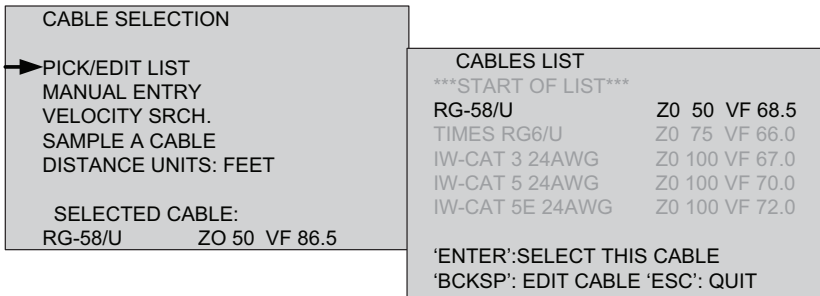 CABLE SELECTION
PICK/EDIT LIST
MANUAL ENTRY
VELOCITY SRCH.
SAMPLE A CABLE
DISTANCE UNITS: FEET
SELECTED CABLE:
RG-58/U ZO 50 VF 86.5
CABLES LIST
***START OF LIST***
RG-58/U Z0 50 VF 68.5
TIMES RG6/U Z0 75 VF 66.0
IW-CAT 3 24AWG Z0 100 VF 67.0
IW-CAT 5 24AWG Z0 100 VF 70.0
IW-CAT 5E 24AWG Z0 100 VF 72.0
‘ENTER’:SELECT THIS CABLE
‘BCKSP’: EDIT CABLE ‘ESC’: QUIT